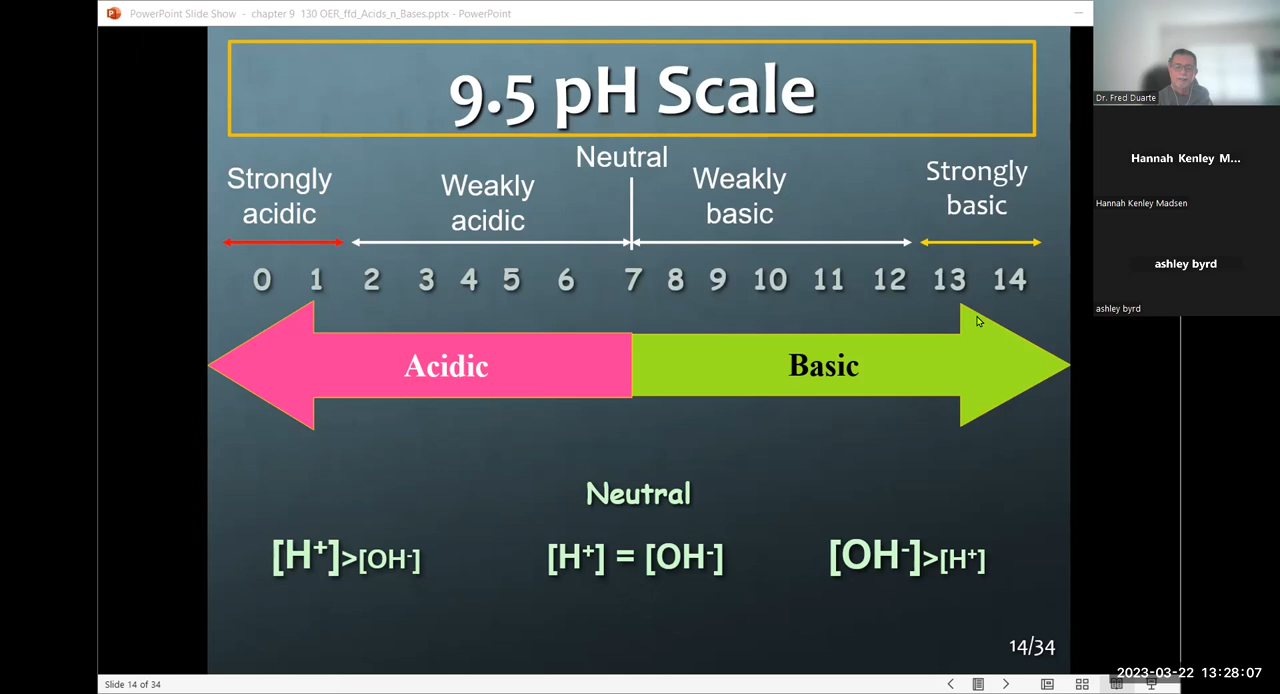 PowerPoint Slide Show - chapter 9 130 OER_ffd_Acids_n_Bases.pptx - PowerPoint
9.5 pH Scale
Strongly
acidic
Weakly
acidic
Neutral
Weakly
basic
Strongly
basic
0 1 2 3 4 5 6 7 8 9 10 11 12 13 14
Acidic
Basic
Neutral
[H⁺]>[OH⁻]
[H⁺] = [OH⁻]
[OH⁻]>[H⁺]
14/34
Slide 14 of 34
Dr. Fred Duarte
Hannah Kenley M...
Hannah Kenley Madsen
ashley byrd
ashley byrd
2023-03-22 13:28:07